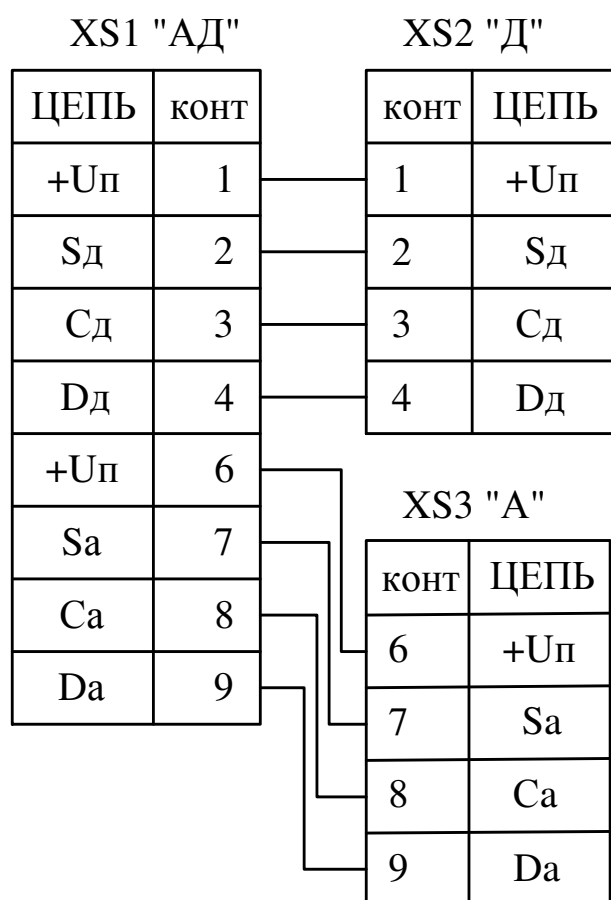 XS1 "АД"
ЦЕПЬ конт
+Uп 1
Sд 2
Cд 3
Dд 4
+Uп 6
Sa 7
Ca 8
Da 9
XS2 "Д"
конт ЦЕПЬ
1 +Uп
2 Sд
3 Cд
4 Dд
XS3 "А"
конт ЦЕПЬ
6 +Uп
7 Sa
8 Ca
9 Da